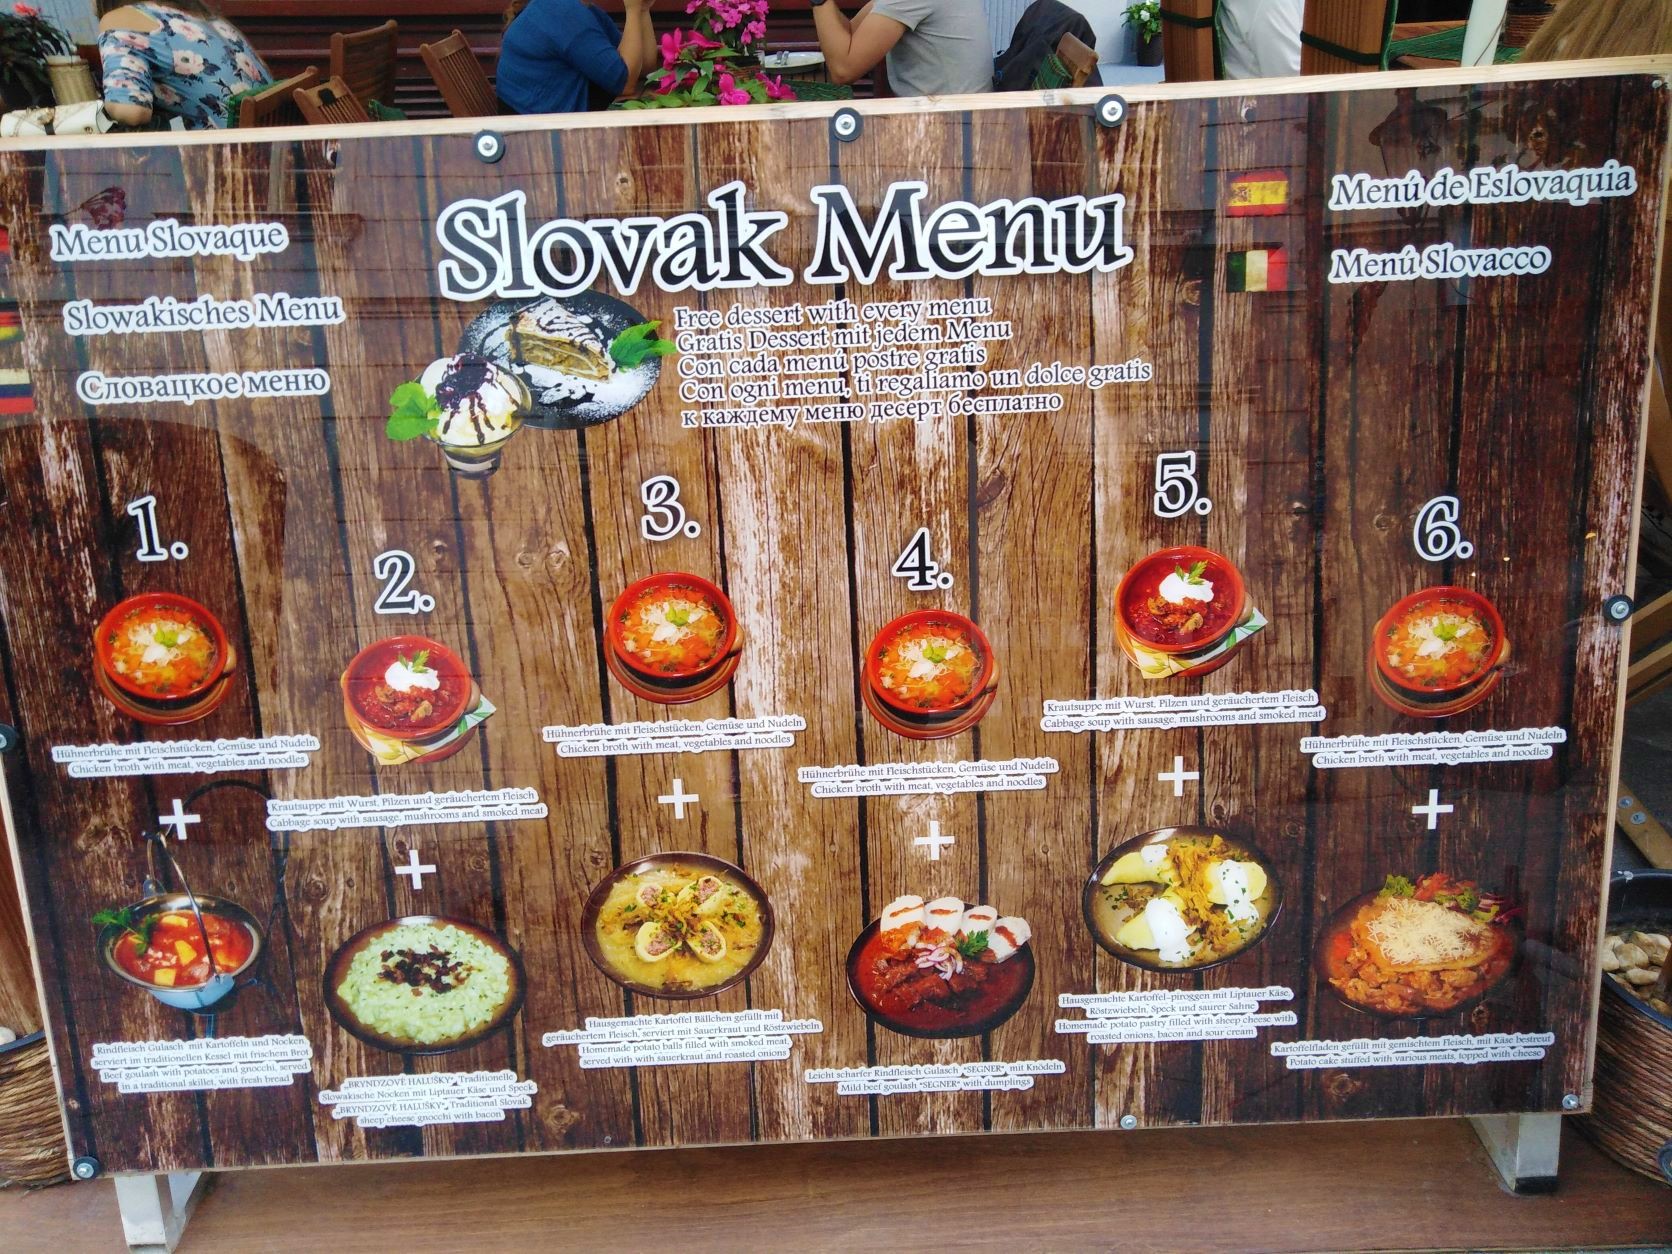 Menu Slovaque
Slowakisches Menu
Словацкое меню
Slovak Menu
Menú de Eslovaquia
Menú Slovacco
Free dessert with every menu
Gratis Dessert mit jedem Menu
Con cada menú postre gratis
Con ogni menu, ti regaliamo un dolce gratis
к каждему меню десерт бесплатно
1.
Hühnerbrühe mit Fleischstücken, Gemüse und Nudeln
Chicken broth with meat, vegetables and noodles
+
Rindfleisch Gulasch mit Kartoffeln und Nocken,
serviert im traditionellen Kessel mit frischem Brot
Beef goulash with potatoes and gnocchi, served
in a traditional skillet, with fresh bread
2.
Krautsuppe mit Wurst, Pilzen und geräuchertem Fleisch
Cabbage soup with sausage, mushrooms and smoked meat
+
„BRYNDZOVÉ HALUŠKY", Traditionelle
Slowakische Nocken mit Liptauer Käse und Speck
„BRYNDZOVÉ HALUŠKY", Traditional Slovak
sheep cheese gnocchi with bacon
3.
Hühnerbrühe mit Fleischstücken, Gemüse und Nudeln
Chicken broth with meat, vegetables and noodles
+
Hausgemachte Kartoffel Bällchen gefüllt mit
geräuchertem Fleisch, serviert mit Sauerkraut und Röstzwiebeln
Homemade potato balls filled with smoked meat,
served with with sauerkraut and roasted onions
4.
Hühnerbrühe mit Fleischstücken, Gemüse und Nudeln
Chicken broth with meat, vegetables and noodles
+
Leicht scharfer Rindfleisch Gulasch "SEGNER" mit Knödeln
Mild beef goulash "SEGNER" with dumplings
5.
Krautsuppe mit Wurst, Pilzen und geräuchertem Fleisch
Cabbage soup with sausage, mushrooms and smoked meat
+
Hausgemachte Kartoffel-piroggen mit Liptauer Käse,
Röstzwiebeln, Speck und saurer Sahne
Homemade potato pastry filled with sheep cheese with
roasted onions, bacon and sour cream
6.
Hühnerbrühe mit Fleischstücken, Gemüse und Nudeln
Chicken broth with meat, vegetables and noodles
+
Kartoffelfladen gefüllt mit gemischtem Fleisch, mit Käse bestreut
Potato cake stuffed with various meats, topped with cheese